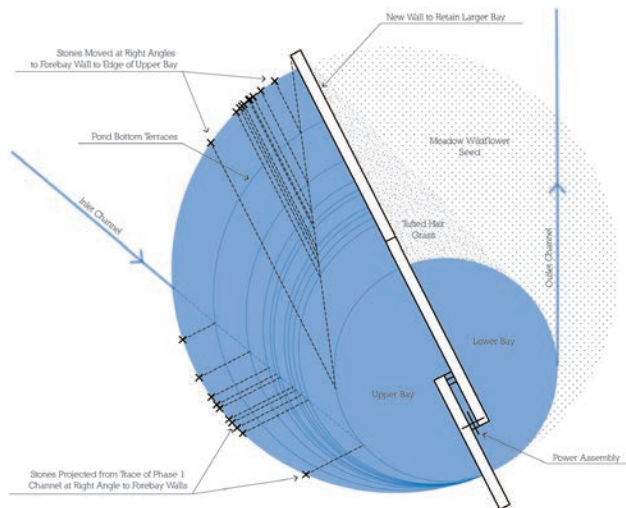 New Wall to Retain Larger Bay
Stones Moved at Right Angles
to Forebay Wall to Edge of Upper Bay
Pond Bottom Terraces
Meadow Wildflower
Seed
Inlet Channel
Tufted Hair
Grass
Outlet Channel
Lower Bay
Upper Bay
Power Assembly
Stones Projected from Trace of Phase 1
Channel at Right Angle to Forebay Walls